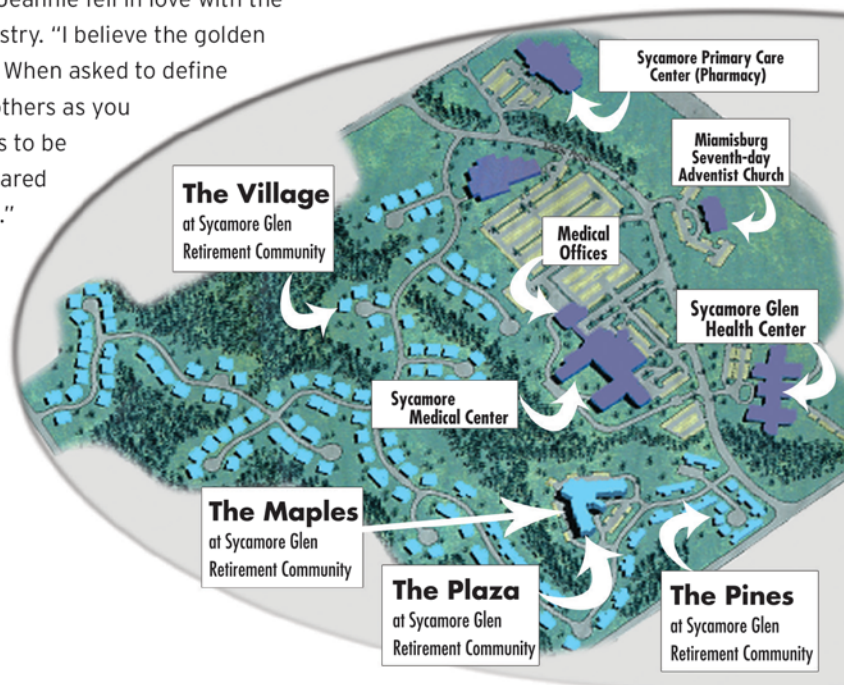 Jeannie fell in love with the
stry. “I believe the golden
When asked to define
others as you
s to be
ared
.”
Sycamore Primary Care
Center (Pharmacy)
Miamisburg
Seventh-day
Adventist Church
The Village
at Sycamore Glen
Retirement Community
Medical
Offices
Sycamore Glen
Health Center
Sycamore
Medical Center
The Maples
at Sycamore Glen
Retirement Community
The Plaza
at Sycamore Glen
Retirement Community
The Pines
at Sycamore Glen
Retirement Community